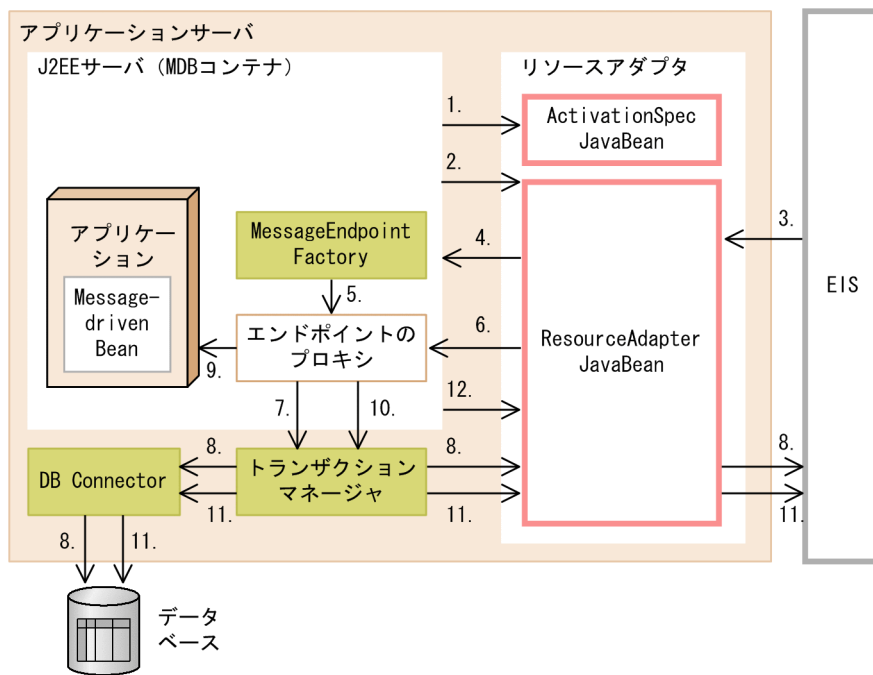 アプリケーションサーバ
J2EEサーバ（MDBコンテナ）
リソースアダプタ
1.
ActivationSpec
JavaBean
2.
3.
アプリケー
ション
Message-
driven
Bean
MessageEndpoint
Factory
4.
5.
EIS
エンドポイントの
プロキシ
6.
ResourceAdapter
JavaBean
9.
7.
10.
12.
DB Connector
8.
トランザクション
マネージャ
8.
8.
11.
11.
11.
8.
11.
データ
ベース